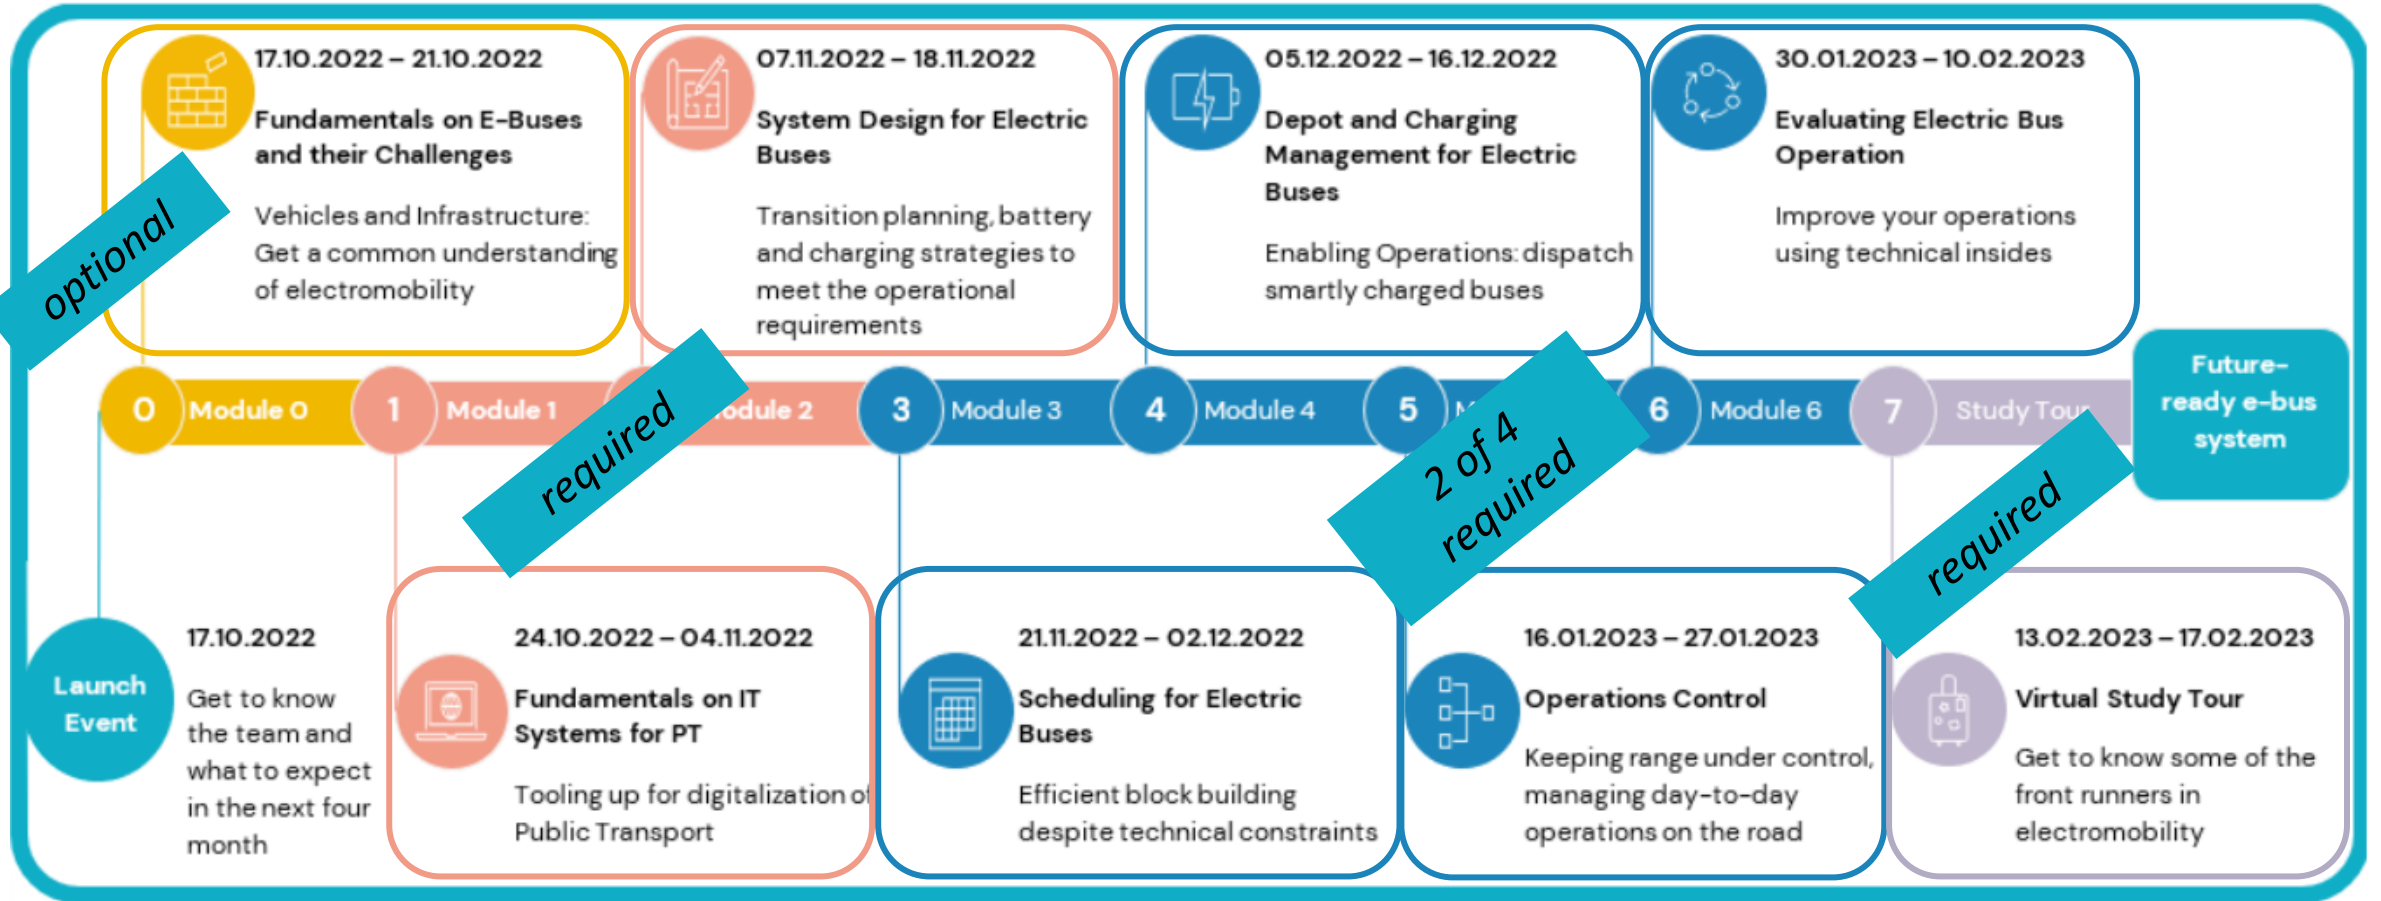 17.10.2022 – 21.10.2022
Fundamentals on E-Buses
and their Challenges
Vehicles and Infrastructure:
Get a common understanding
of electromobility
optional
07.11.2022 – 18.11.2022
System Design for Electric
Buses
Transition planning, battery
and charging strategies to
meet the operational
requirements
05.12.2022 – 16.12.2022
Depot and Charging
Management for Electric
Buses
Enabling Operations: dispatch
smartly charged buses
30.01.2023 – 10.02.2023
Evaluating Electric Bus
Operation
Improve your operations
using technical insides
0 Module 0
1 Module 1
odule 2
required
3 Module 3
4 Module 4
5 M
2 of 4
required
6 Module 6
7 Study Tour
required
Future-
ready e-bus
system
Launch
Event
17.10.2022
Get to know
the team and
what to expect
in the next four
month
24.10.2022 – 04.11.2022
Fundamentals on IT
Systems for PT
Tooling up for digitalization of
Public Transport
21.11.2022 – 02.12.2022
Scheduling for Electric
Buses
Efficient block building
despite technical constraints
16.01.2023 – 27.01.2023
Operations Control
Keeping range under control,
managing day-to-day
operations on the road
13.02.2023 – 17.02.2023
Virtual Study Tour
Get to know some of the
front runners in
electromobility